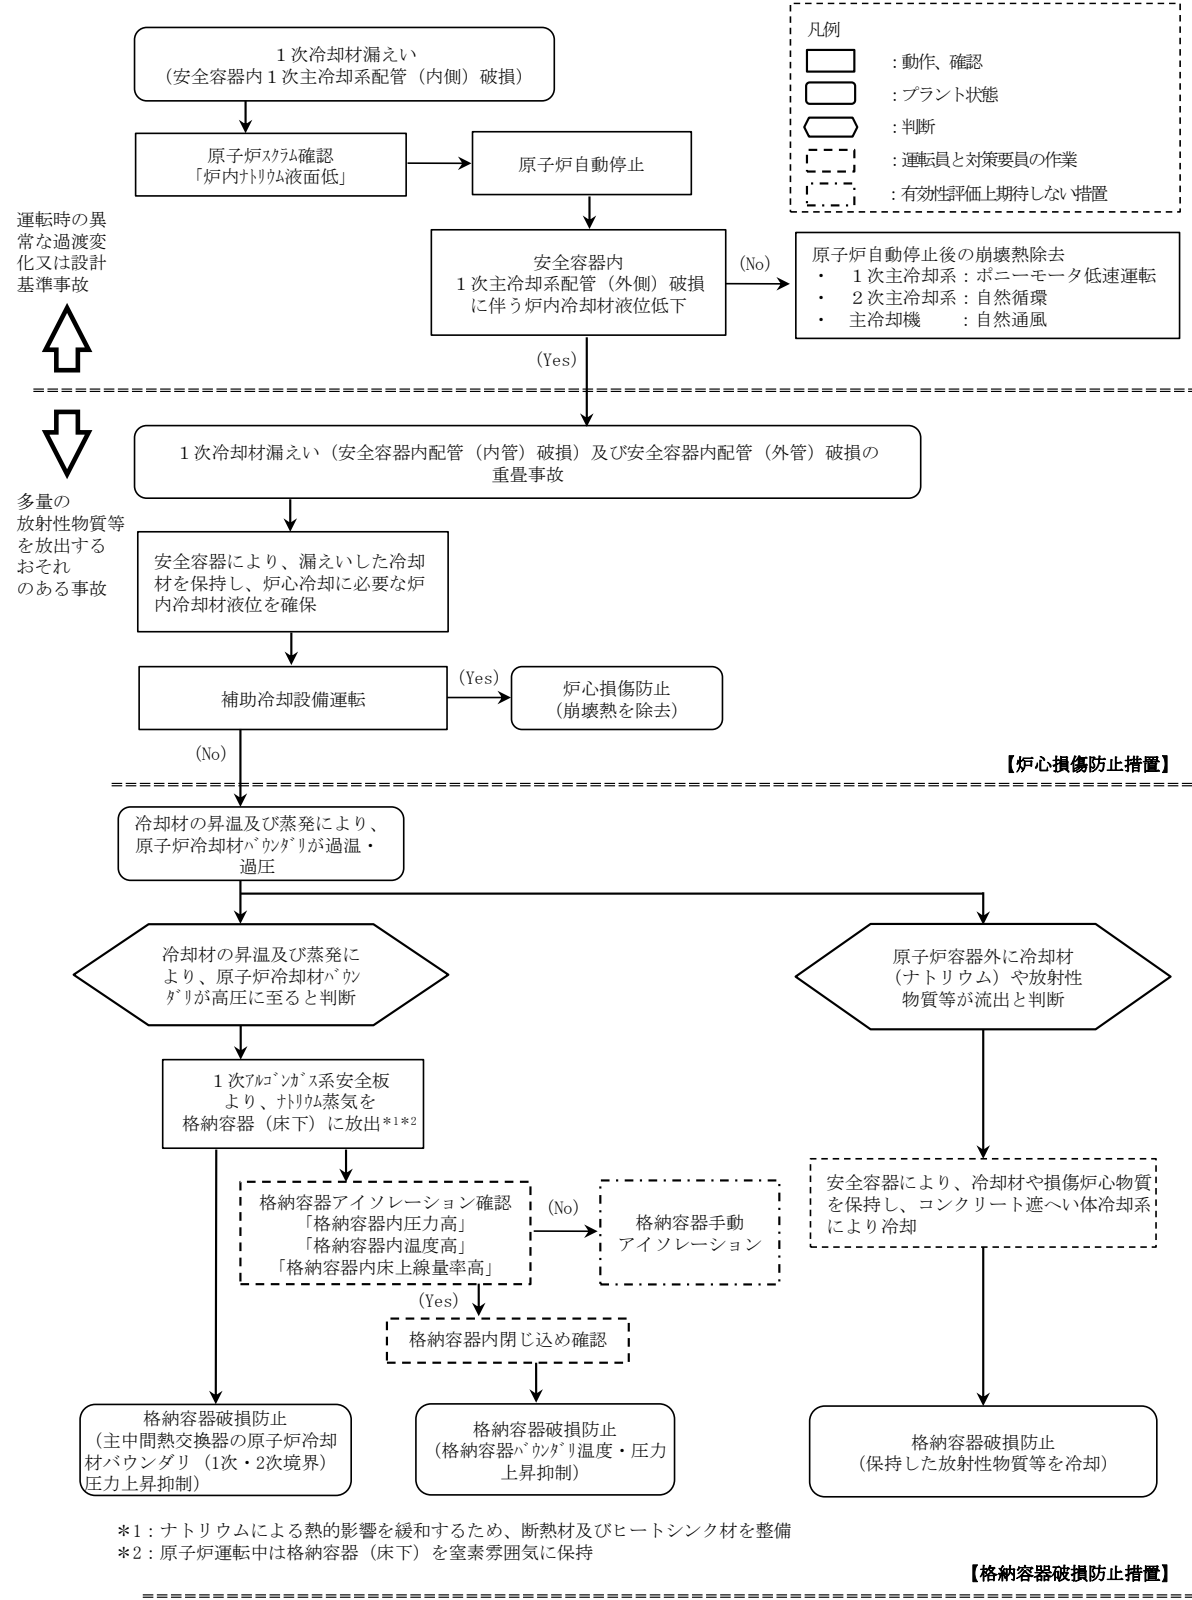 凡例
：動作、確認
：プラント状態
：判断
：運転員と対策要員の作業
：有効性評価上期待しない措置
１次冷却材漏えい
（安全容器内１次主冷却系配管（内側）破損）
原子炉ｽｸﾗﾑ確認
「炉内ﾅﾄﾘｳﾑ液面低」
原子炉自動停止
運転時の異
常な過渡変
化又は設計
基準事故
安全容器内
１次主冷却系配管（外側）破損
に伴う炉内冷却材液位低下
(No)
原子炉自動停止後の崩壊熱除去
・　１次主冷却系：ポニーモータ低速運転
・　２次主冷却系：自然循環
・　主冷却機　　：自然通風
(Yes)
１次冷却材漏えい（安全容器内配管（内管）破損）及び安全容器内配管（外管）破損の
重畳事故
多量の
放射性物質等
を放出する
おそれ
のある事故
安全容器により、漏えいした冷却
材を保持し、炉心冷却に必要な炉
内冷却材液位を確保
補助冷却設備運転
(Yes)
炉心損傷防止
（崩壊熱を除去）
(No)
【炉心損傷防止措置】
冷却材の昇温及び蒸発により、
原子炉冷却材ﾊﾞｳﾝﾀﾞﾘが過温・
過圧
冷却材の昇温及び蒸発に
より、原子炉冷却材ﾊﾞｳﾝ
ﾀﾞﾘが高圧に至ると判断
原子炉容器外に冷却材
（ナトリウム）や放射性
物質等が流出と判断
１次ｱﾙｺﾞﾝｶﾞｽ系安全板
より、ﾅﾄﾘｳﾑ蒸気を
格納容器（床下）に放出*1*2
格納容器アイソレーション確認
「格納容器内圧力高」
「格納容器内温度高」
「格納容器内床上線量率高」
(No)
格納容器手動
アイソレーション
安全容器により、冷却材や損傷炉心物質
を保持し、コンクリート遮へい体冷却系
により冷却
(Yes)
格納容器内閉じ込め確認
格納容器破損防止
（主中間熱交換器の原子炉冷却
材バウンダリ（1次・2次境界）
圧力上昇抑制）
格納容器破損防止
（格納容器ﾊﾞｳﾝﾀﾞﾘ温度・圧力
上昇抑制）
格納容器破損防止
（保持した放射性物質等を冷却）
*1：ナトリウムによる熱的影響を緩和するため、断熱材及びヒートシンク材を整備
*2：原子炉運転中は格納容器（床下）を窒素雰囲気に保持
【格納容器破損防止措置】